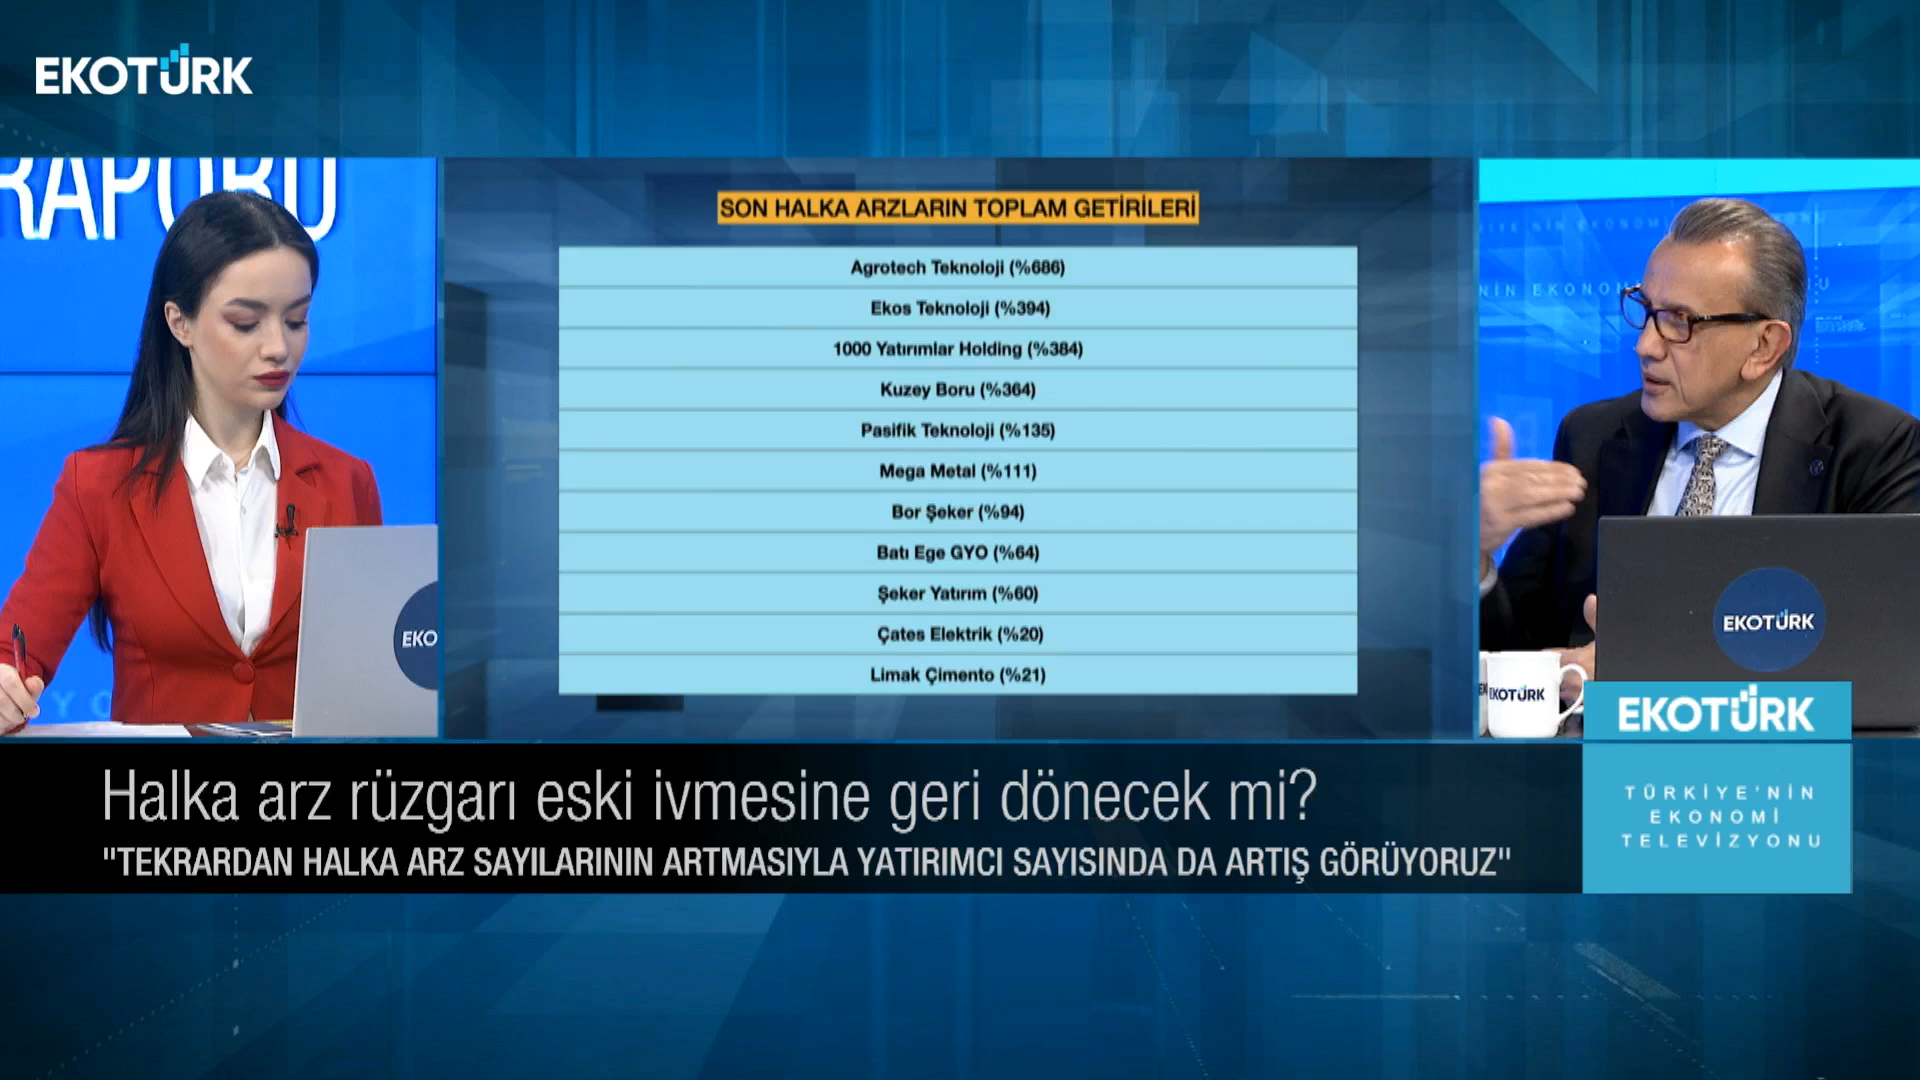 EKOTÜRK
RAPORU
SON HALKA ARZLARIN TOPLAM GETİRİLERİ
Agrotech Teknoloji (%686)
Ekos Teknoloji (%394)
1000 Yatırımlar Holding (%384)
Kuzey Boru (%364)
Pasifik Teknoloji (%135)
Mega Metal (%111)
Bor Şeker (%94)
Batı Ege GYO (%64)
Şeker Yatırım (%60)
Çates Elektrik (%20)
Limak Çimento (%21)
EKO
EKOTÜRK
EKOTÜRK
EKOTÜRK
Halka arz rüzgarı eski ivmesine geri dönecek mi?
"TEKRARDAN HALKA ARZ SAYILARININ ARTMASIYLA YATIRIMCI SAYISINDA DA ARTIŞ GÖRÜYORUZ"
TÜRKİYE'NİN
EKONOMİ
TELEVİZYONU